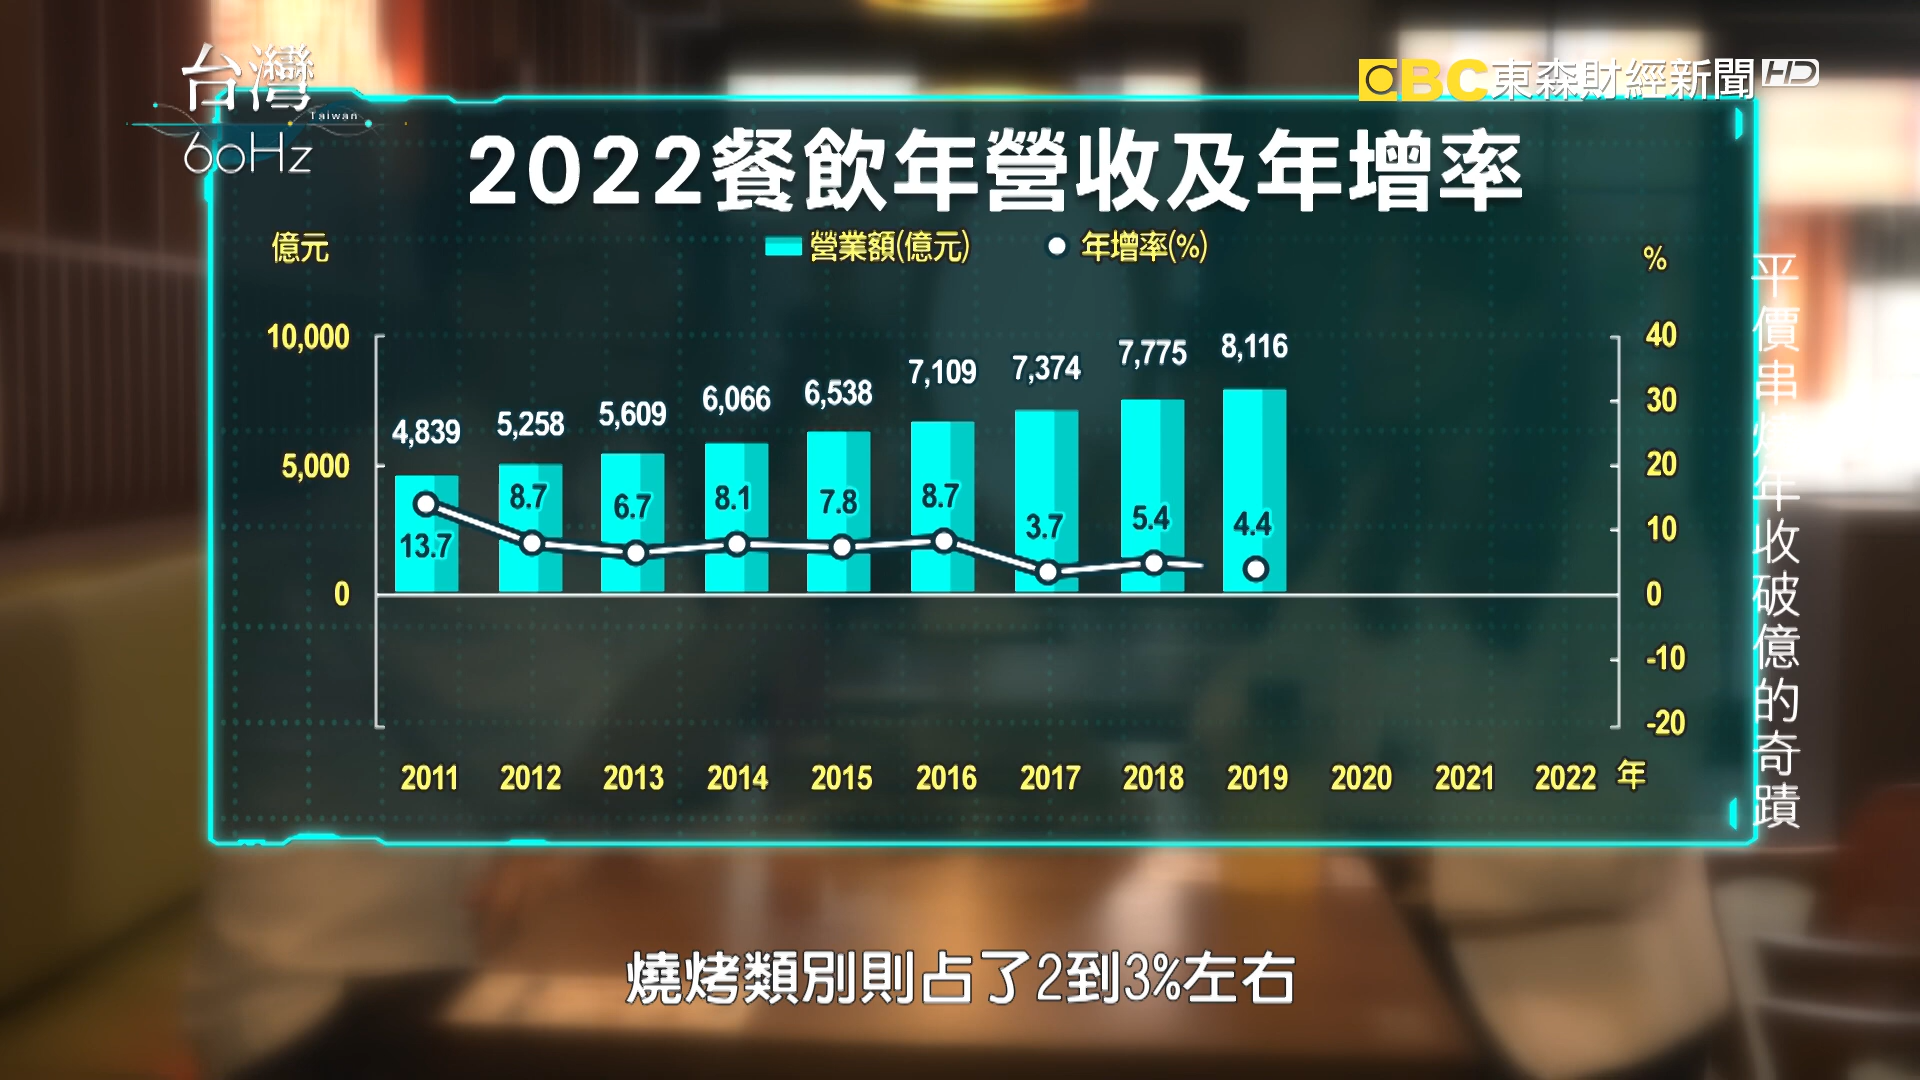 台灣
Taiwan
60Hz
EBC東森財經新聞HD
2022餐飲年營收及年增率
億元
營業額(億元)
年增率(%)
%
10,000
5,000
0
40
30
20
10
0
-10
-20
4,839
5,258
5,609
6,066
6,538
7,109
7,374
7,775
8,116
13.7
8.7
6.7
8.1
7.8
8.7
3.7
5.4
4.4
2011 2012 2013 2014 2015 2016 2017 2018 2019 2020 2021 2022 年
平價串燒年收破億的奇蹟
燒烤類別則占了2到3%左右